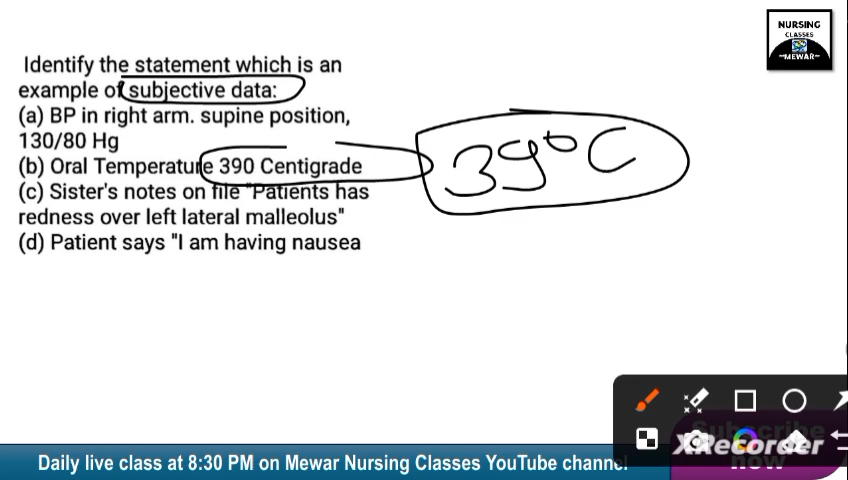 NURSING
CLASSES
~MEWAR~
Identify the statement which is an
example of subjective data:
(a) BP in right arm. supine position,
130/80 Hg
(b) Oral Temperature 390 Centigrade
39°C
(c) Sister's notes on file "Patients has
redness over left lateral malleolus"
(d) Patient says "I am having nausea
Subscribe
now
XRecorder
Daily live class at 8:30 PM on Mewar Nursing Classes YouTube channel